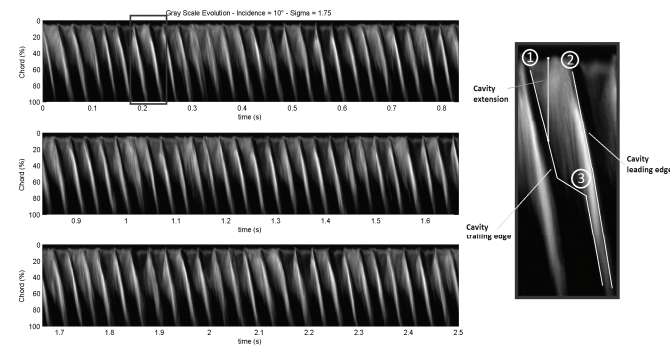 Gray Scale Evolution - Incidence = 10° - Sigma = 1.75
Chord (%)
0
20
40
60
80
100
0 0.1 0.2 0.3 0.4 0.5 0.6 0.7 0.8
time (s)
Chord (%)
0
20
40
60
80
100
0.9 1 1.1 1.2 1.3 1.4 1.5 1.6
time (s)
Chord (%)
0
20
40
60
80
100
1.7 1.8 1.9 2 2.1 2.2 2.3 2.4 2.5
time (s)
1 2
Cavity
extension
Cavity
leading edge
3
Cavity
trailing edge